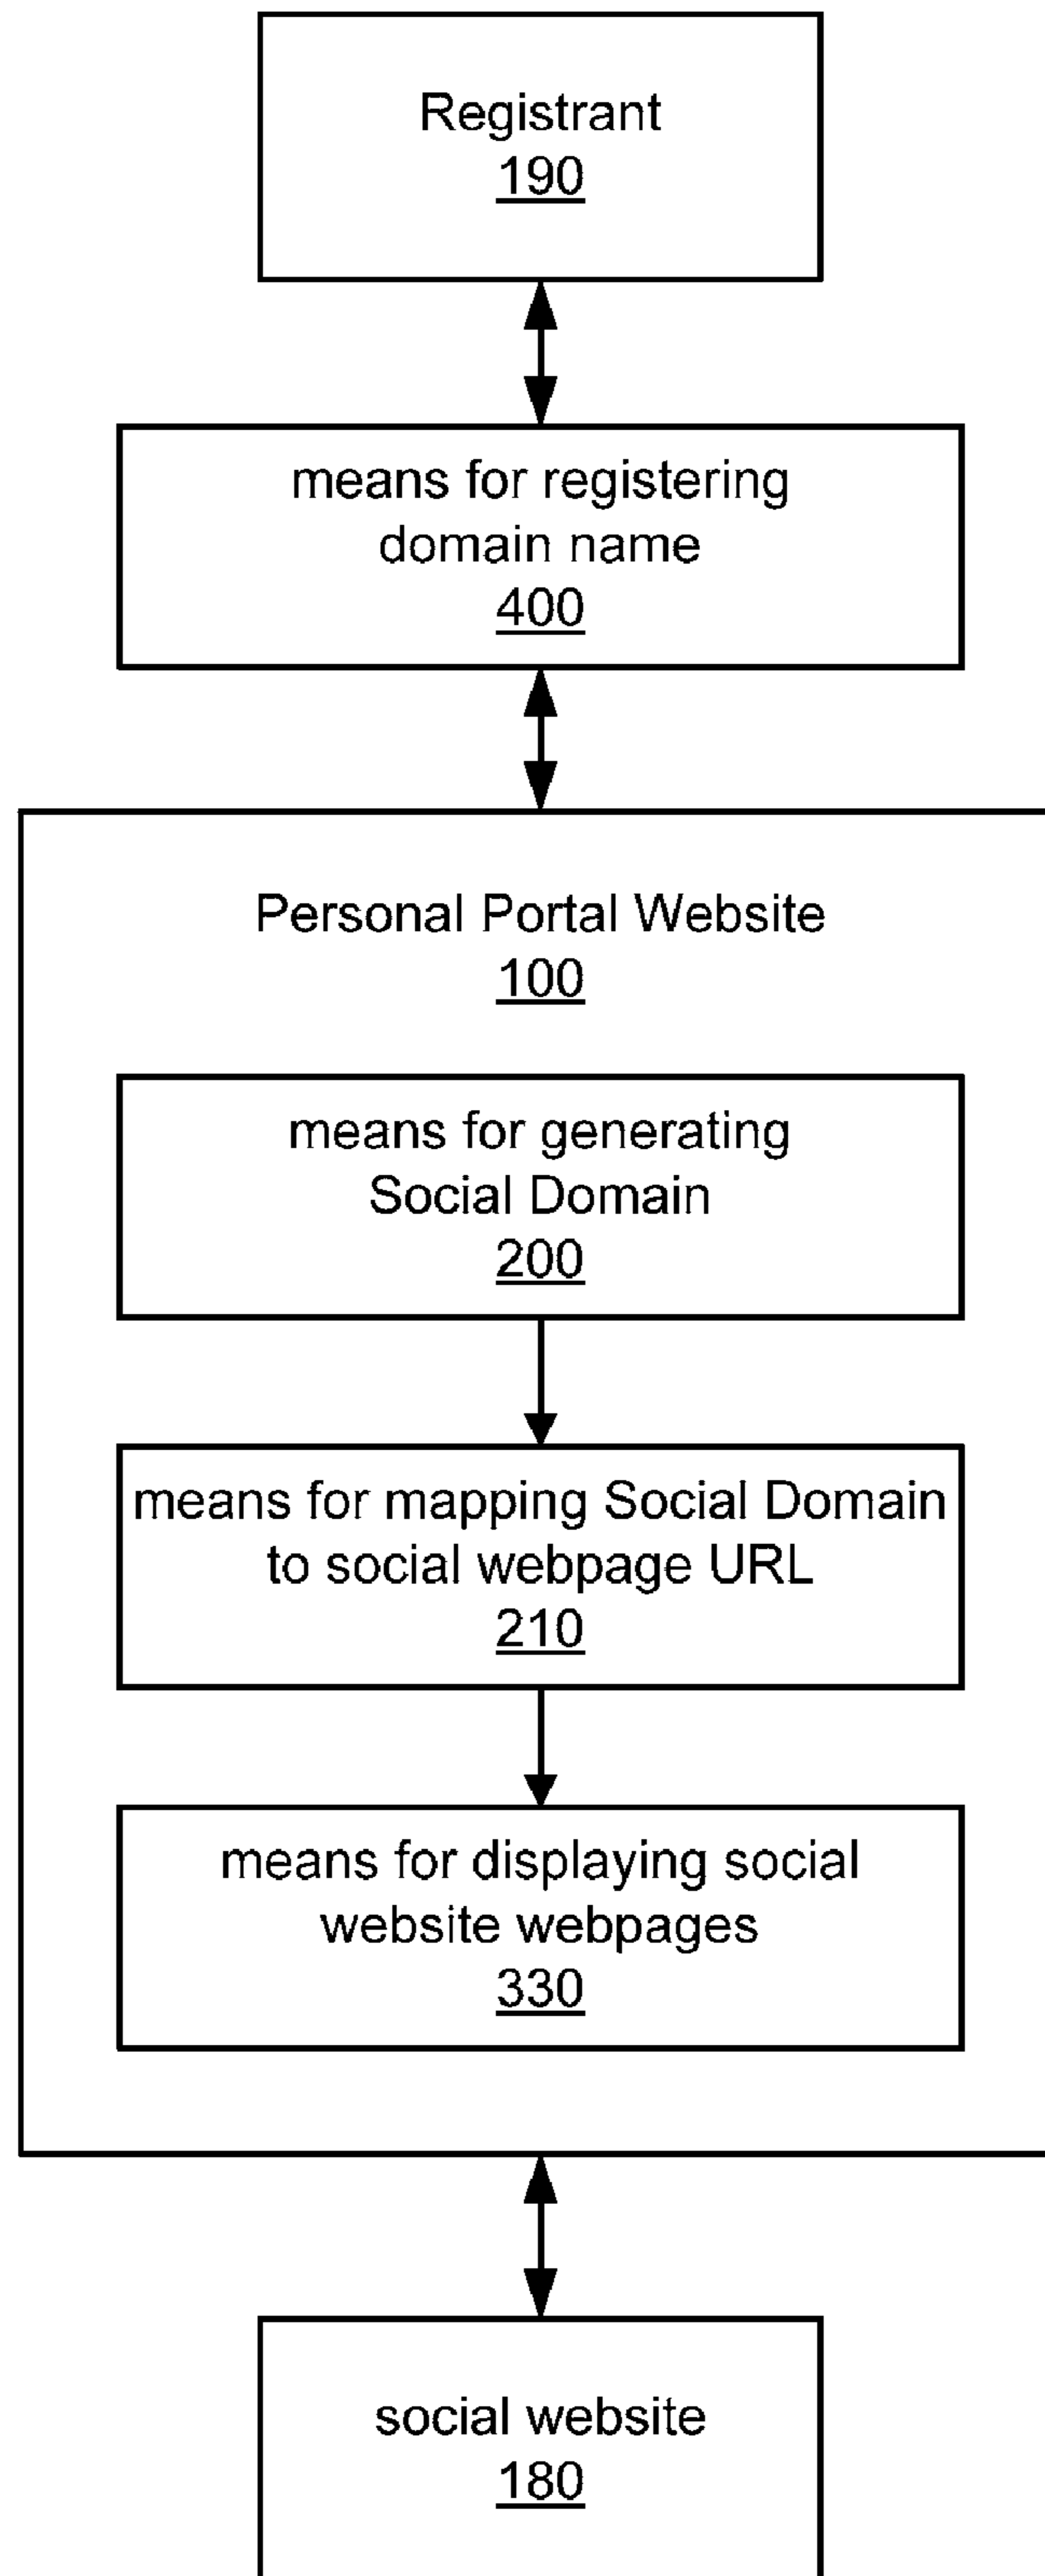 Registrant
190
means for registering
domain name
400
Personal Portal Website
100
means for generating
Social Domain
200
means for mapping Social Domain
to social webpage URL
210
means for displaying social
website webpages
330
social website
180